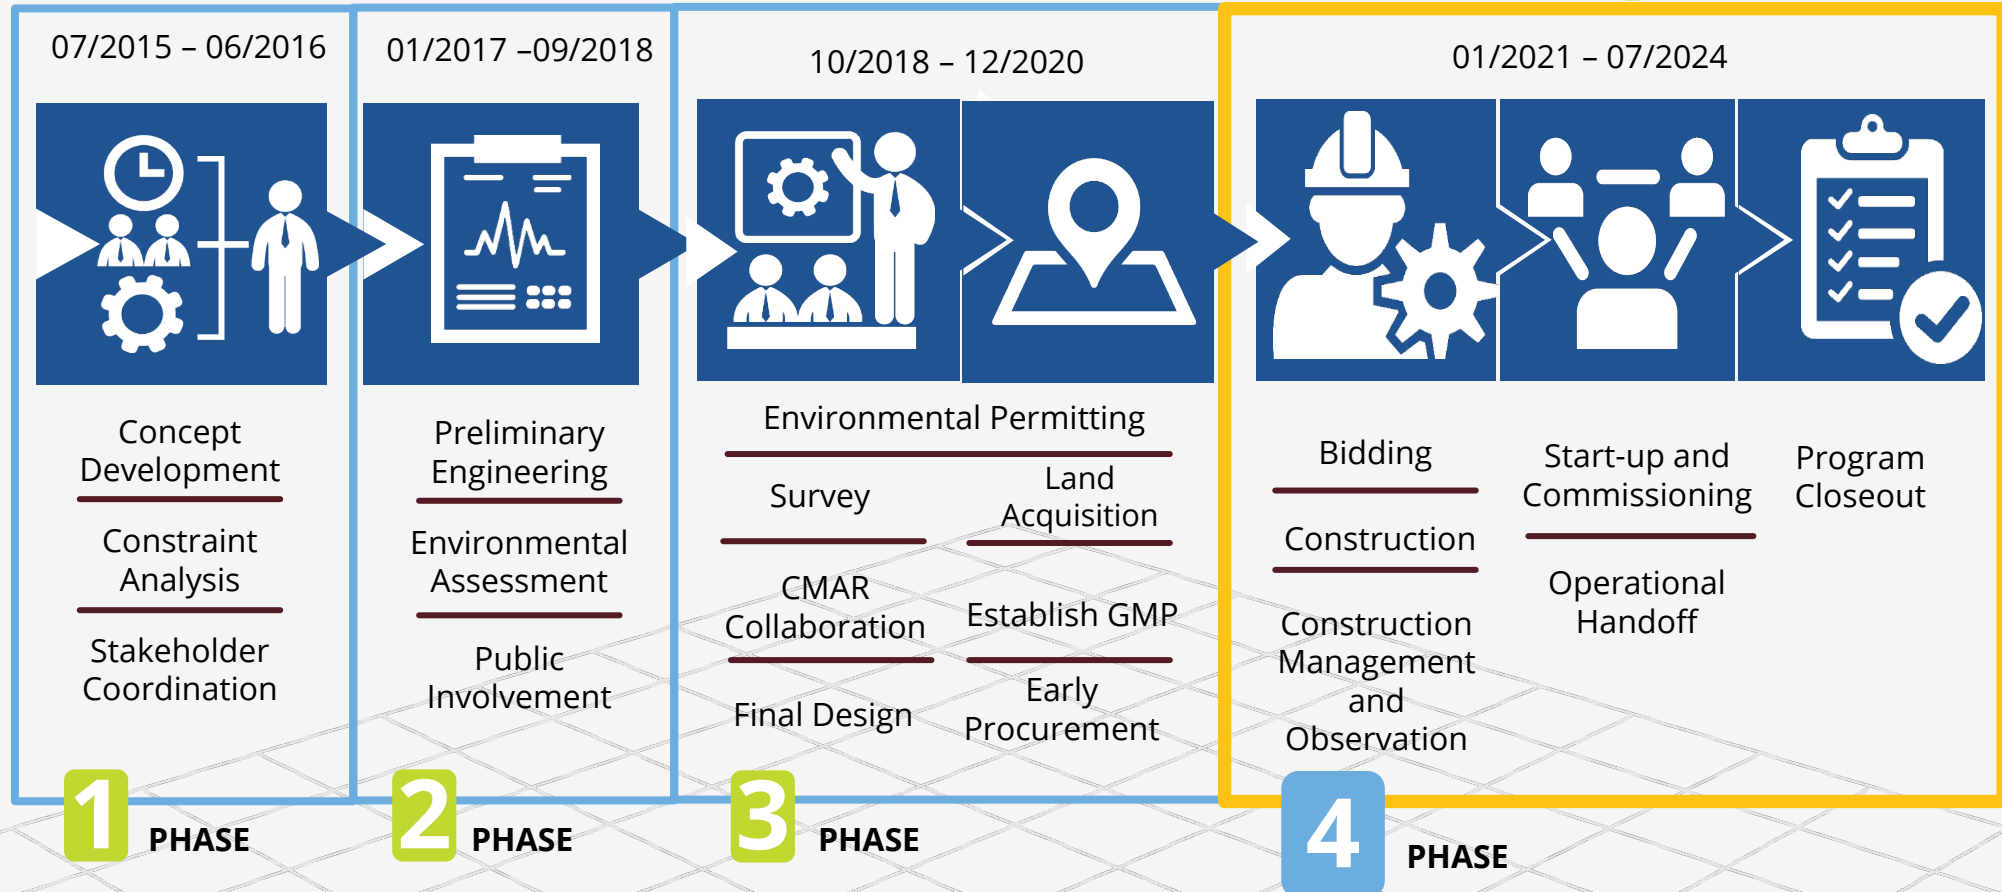 07/2015 – 06/2016
Concept
Development
Constraint
Analysis
Stakeholder
Coordination
1 PHASE
01/2017 –09/2018
Preliminary
Engineering
Environmental
Assessment
Public
Involvement
2 PHASE
10/2018 – 12/2020
Environmental Permitting
Survey
CMAR
Collaboration
Final Design
Land
Acquisition
Establish GMP
Early
Procurement
3 PHASE
01/2021 – 07/2024
Bidding
Construction
Construction
Management
and
Observation
Start-up and
Commissioning
Operational
Handoff
Program
Closeout
4 PHASE